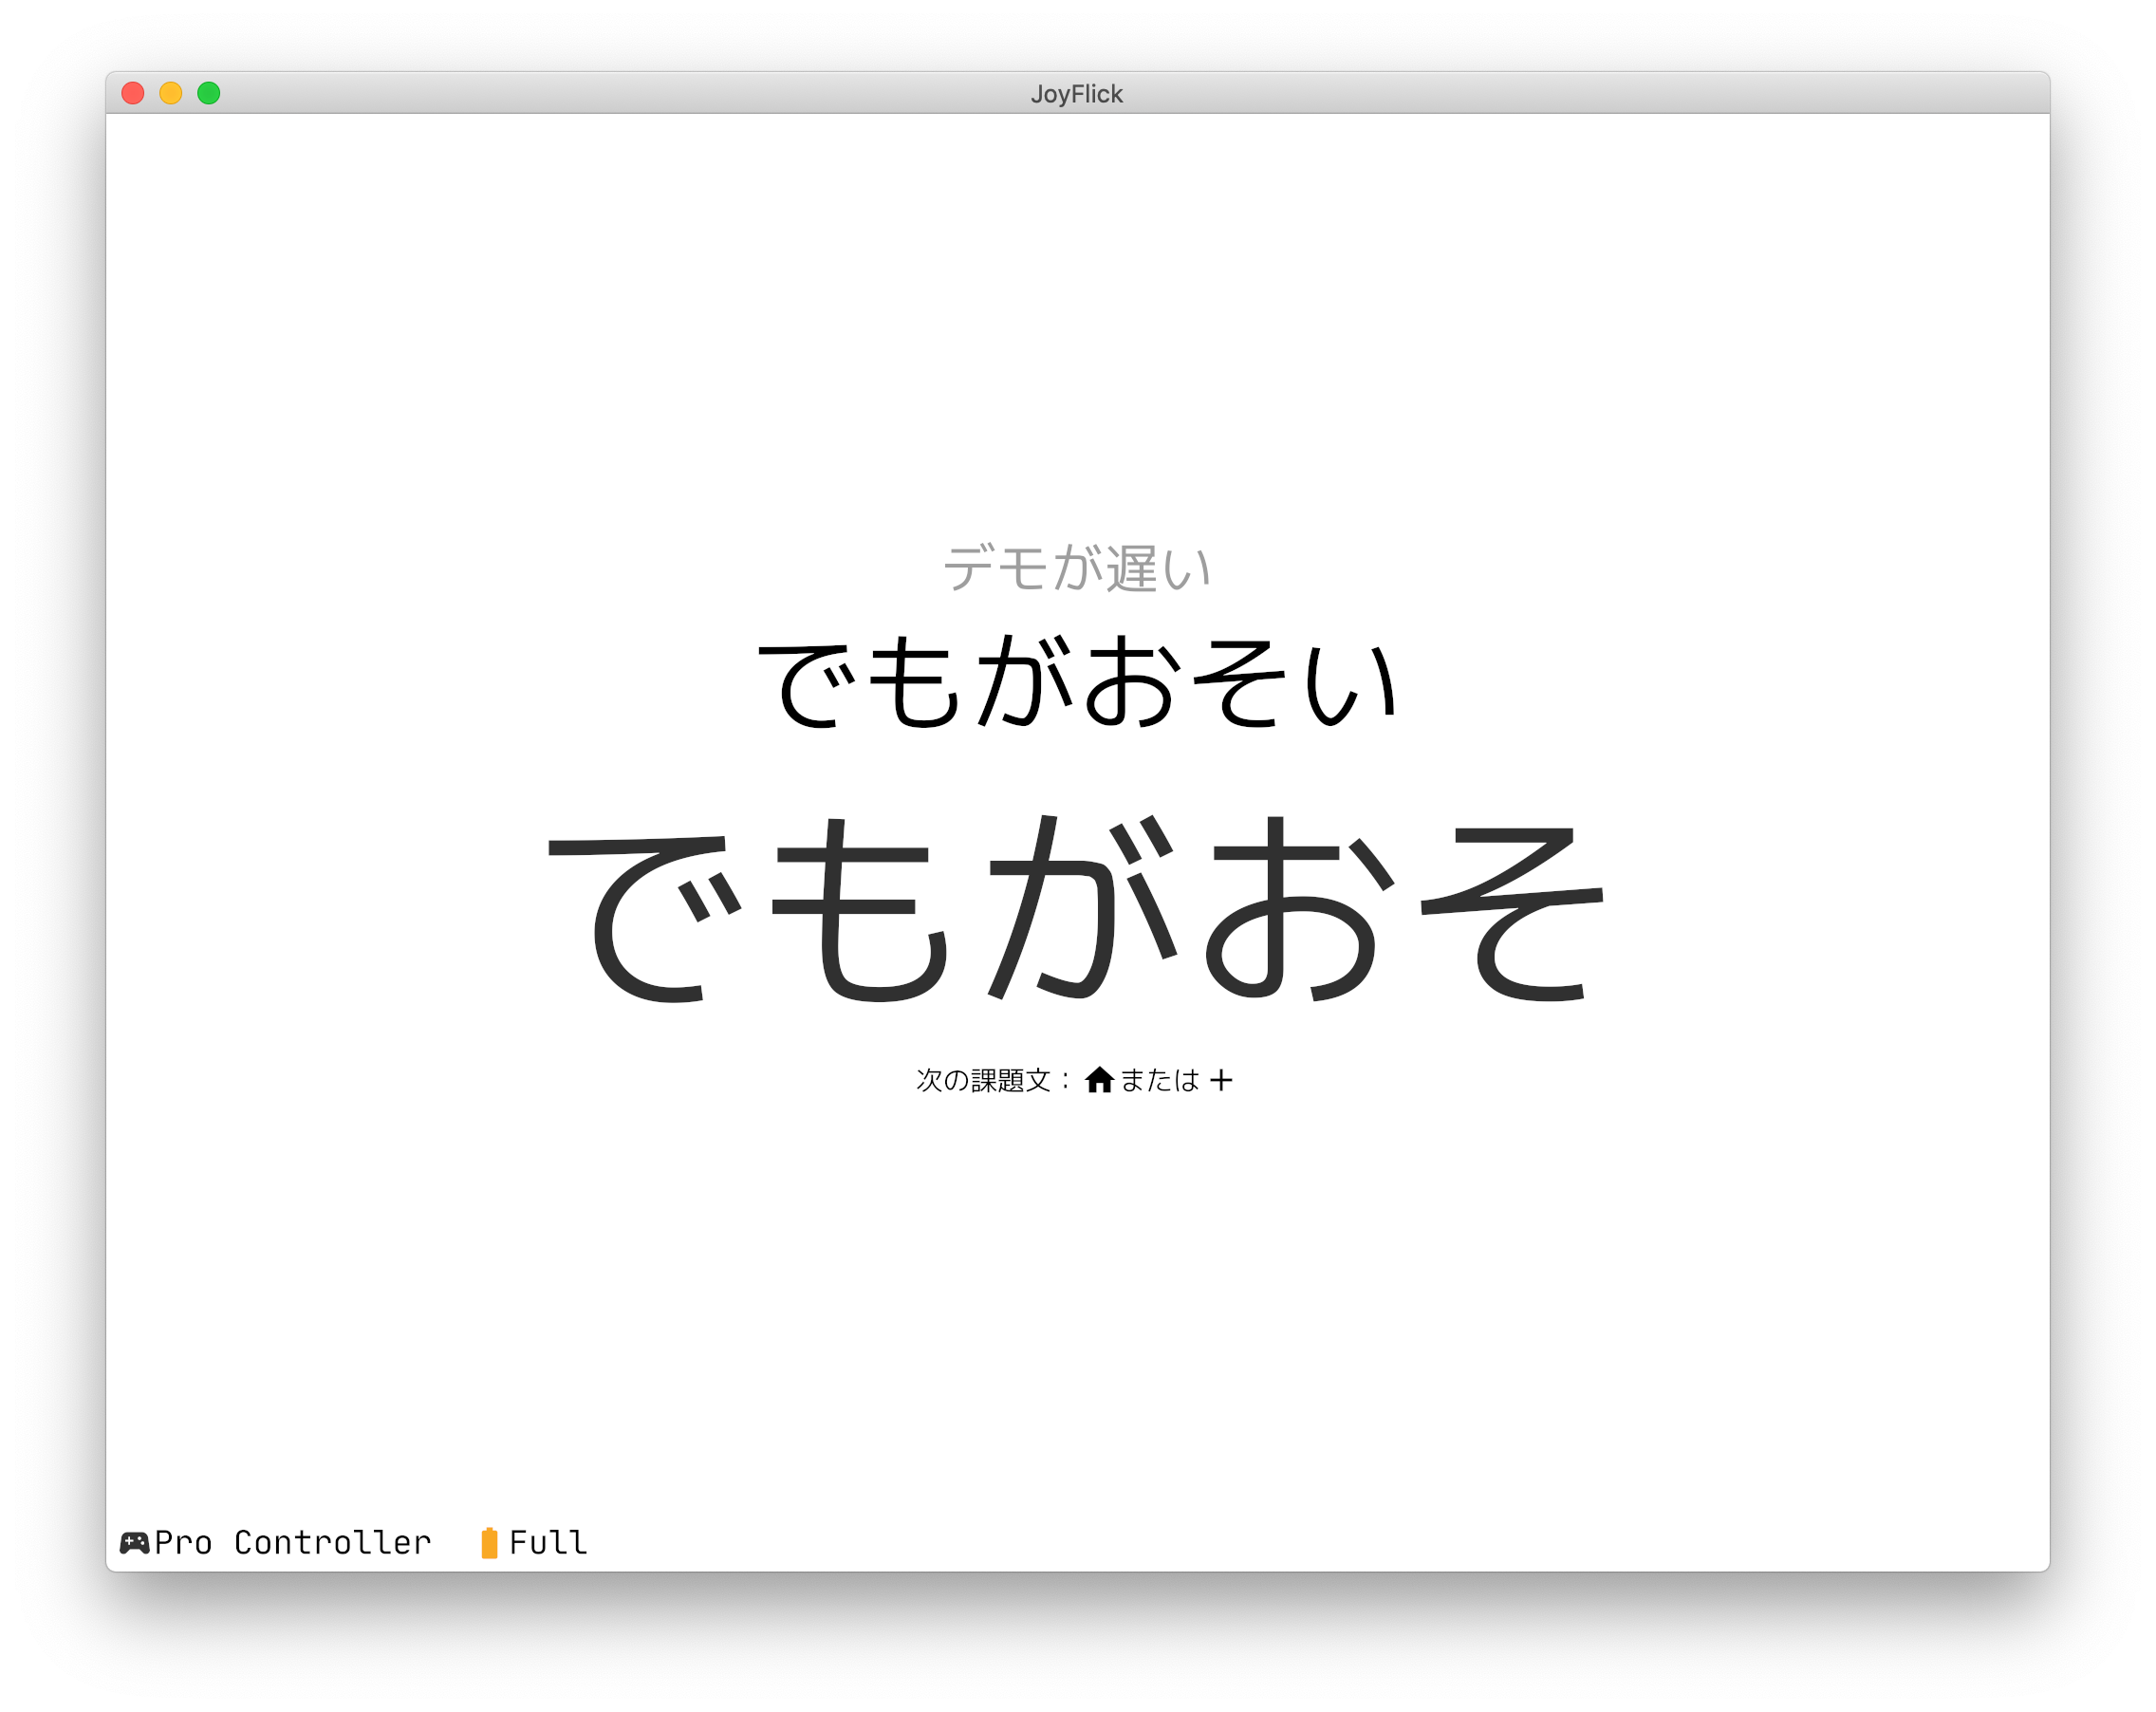 JoyFlick
デモが遅い
でもがおそい
でもがおそ
次の課題文：または＋
Pro Controller Full